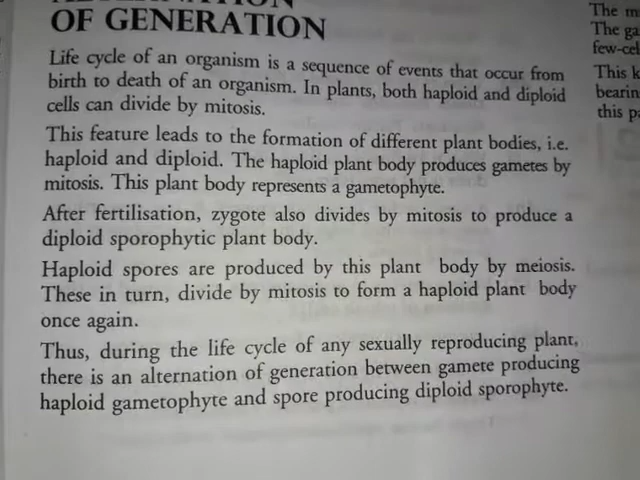 OF GENERATION
Life cycle of an organism is a sequence of events that occur from
birth to death of an organism. In plants, both haploid and diploid
cells can divide by mitosis.
This feature leads to the formation of different plant bodies, i.e.
haploid and diploid. The haploid plant body produces gametes by
mitosis. This plant body represents a gametophyte.
After fertilisation, zygote also divides by mitosis to produce a
diploid sporophytic plant body.
Haploid spores are produced by this plant body by meiosis.
These in turn, divide by mitosis to form a haploid plant body
once again.
Thus, during the life cycle of any sexually reproducing plant,
there is an alternation of generation between gamete producing
haploid gametophyte and spore producing diploid sporophyte.
The
The
few-cel
This
this